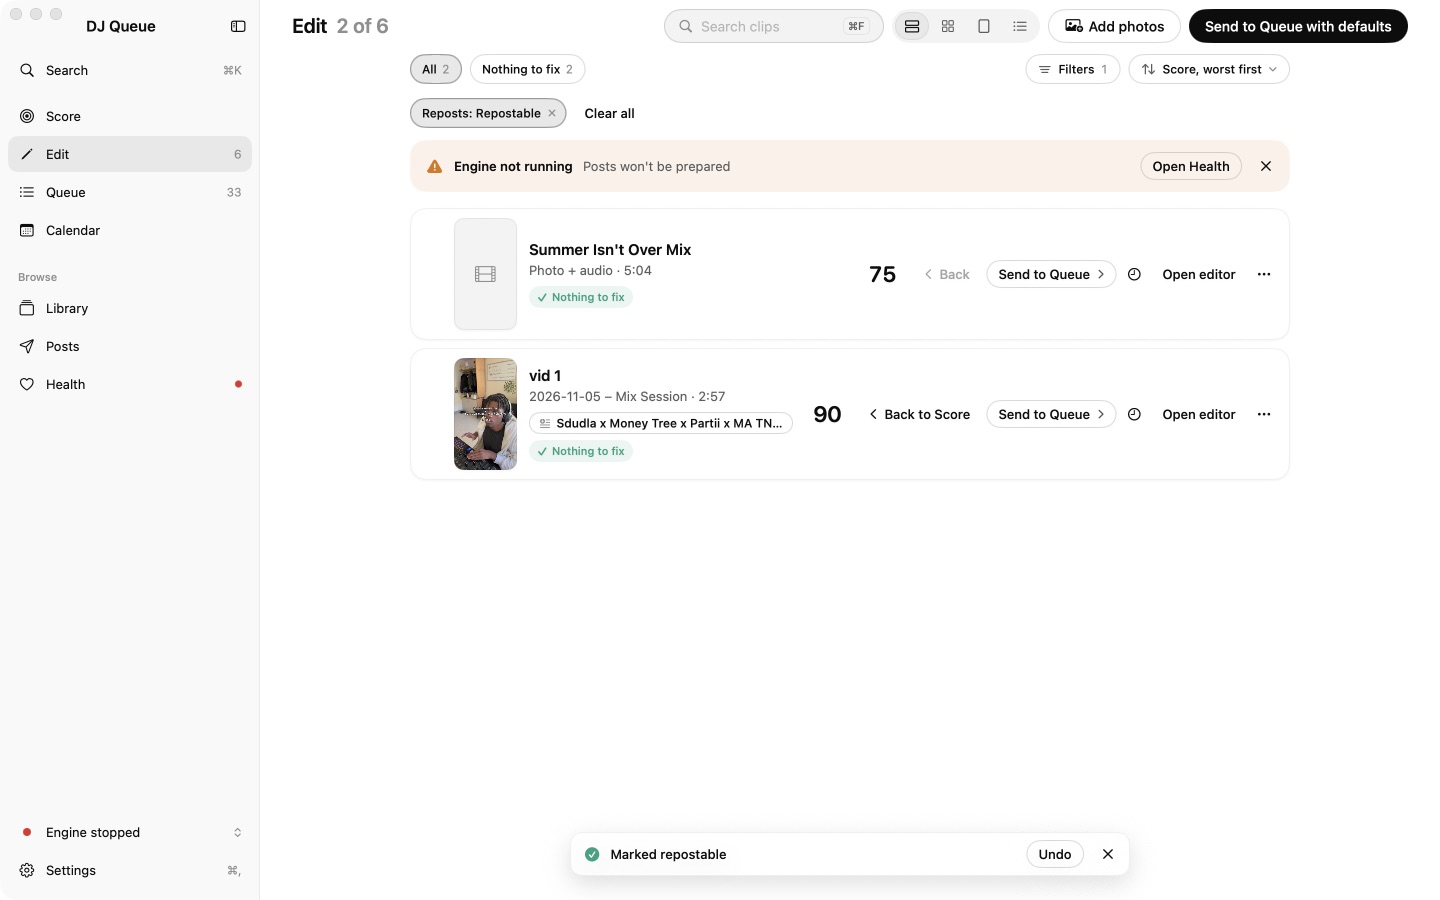 DJ Queue
Search ⌘K
Score
Edit 6
Queue 33
Calendar
Browse
Library
Posts
Health
Engine stopped
Settings ⌘,
Edit 2 of 6
Search clips ⌘F
Add photos
Send to Queue with defaults
All 2
Nothing to fix 2
Filters 1
Score, worst first
Reposts: Repostable ×
Clear all
Engine not running Posts won't be prepared
Open Health
Summer Isn't Over Mix
Photo + audio · 5:04
Nothing to fix
75
Back
Send to Queue
Open editor
vid 1
2026-11-05 – Mix Session · 2:57
Sdudla x Money Tree x Partii x MA TN...
Nothing to fix
90
Back to Score
Send to Queue
Open editor
Marked repostable
Undo